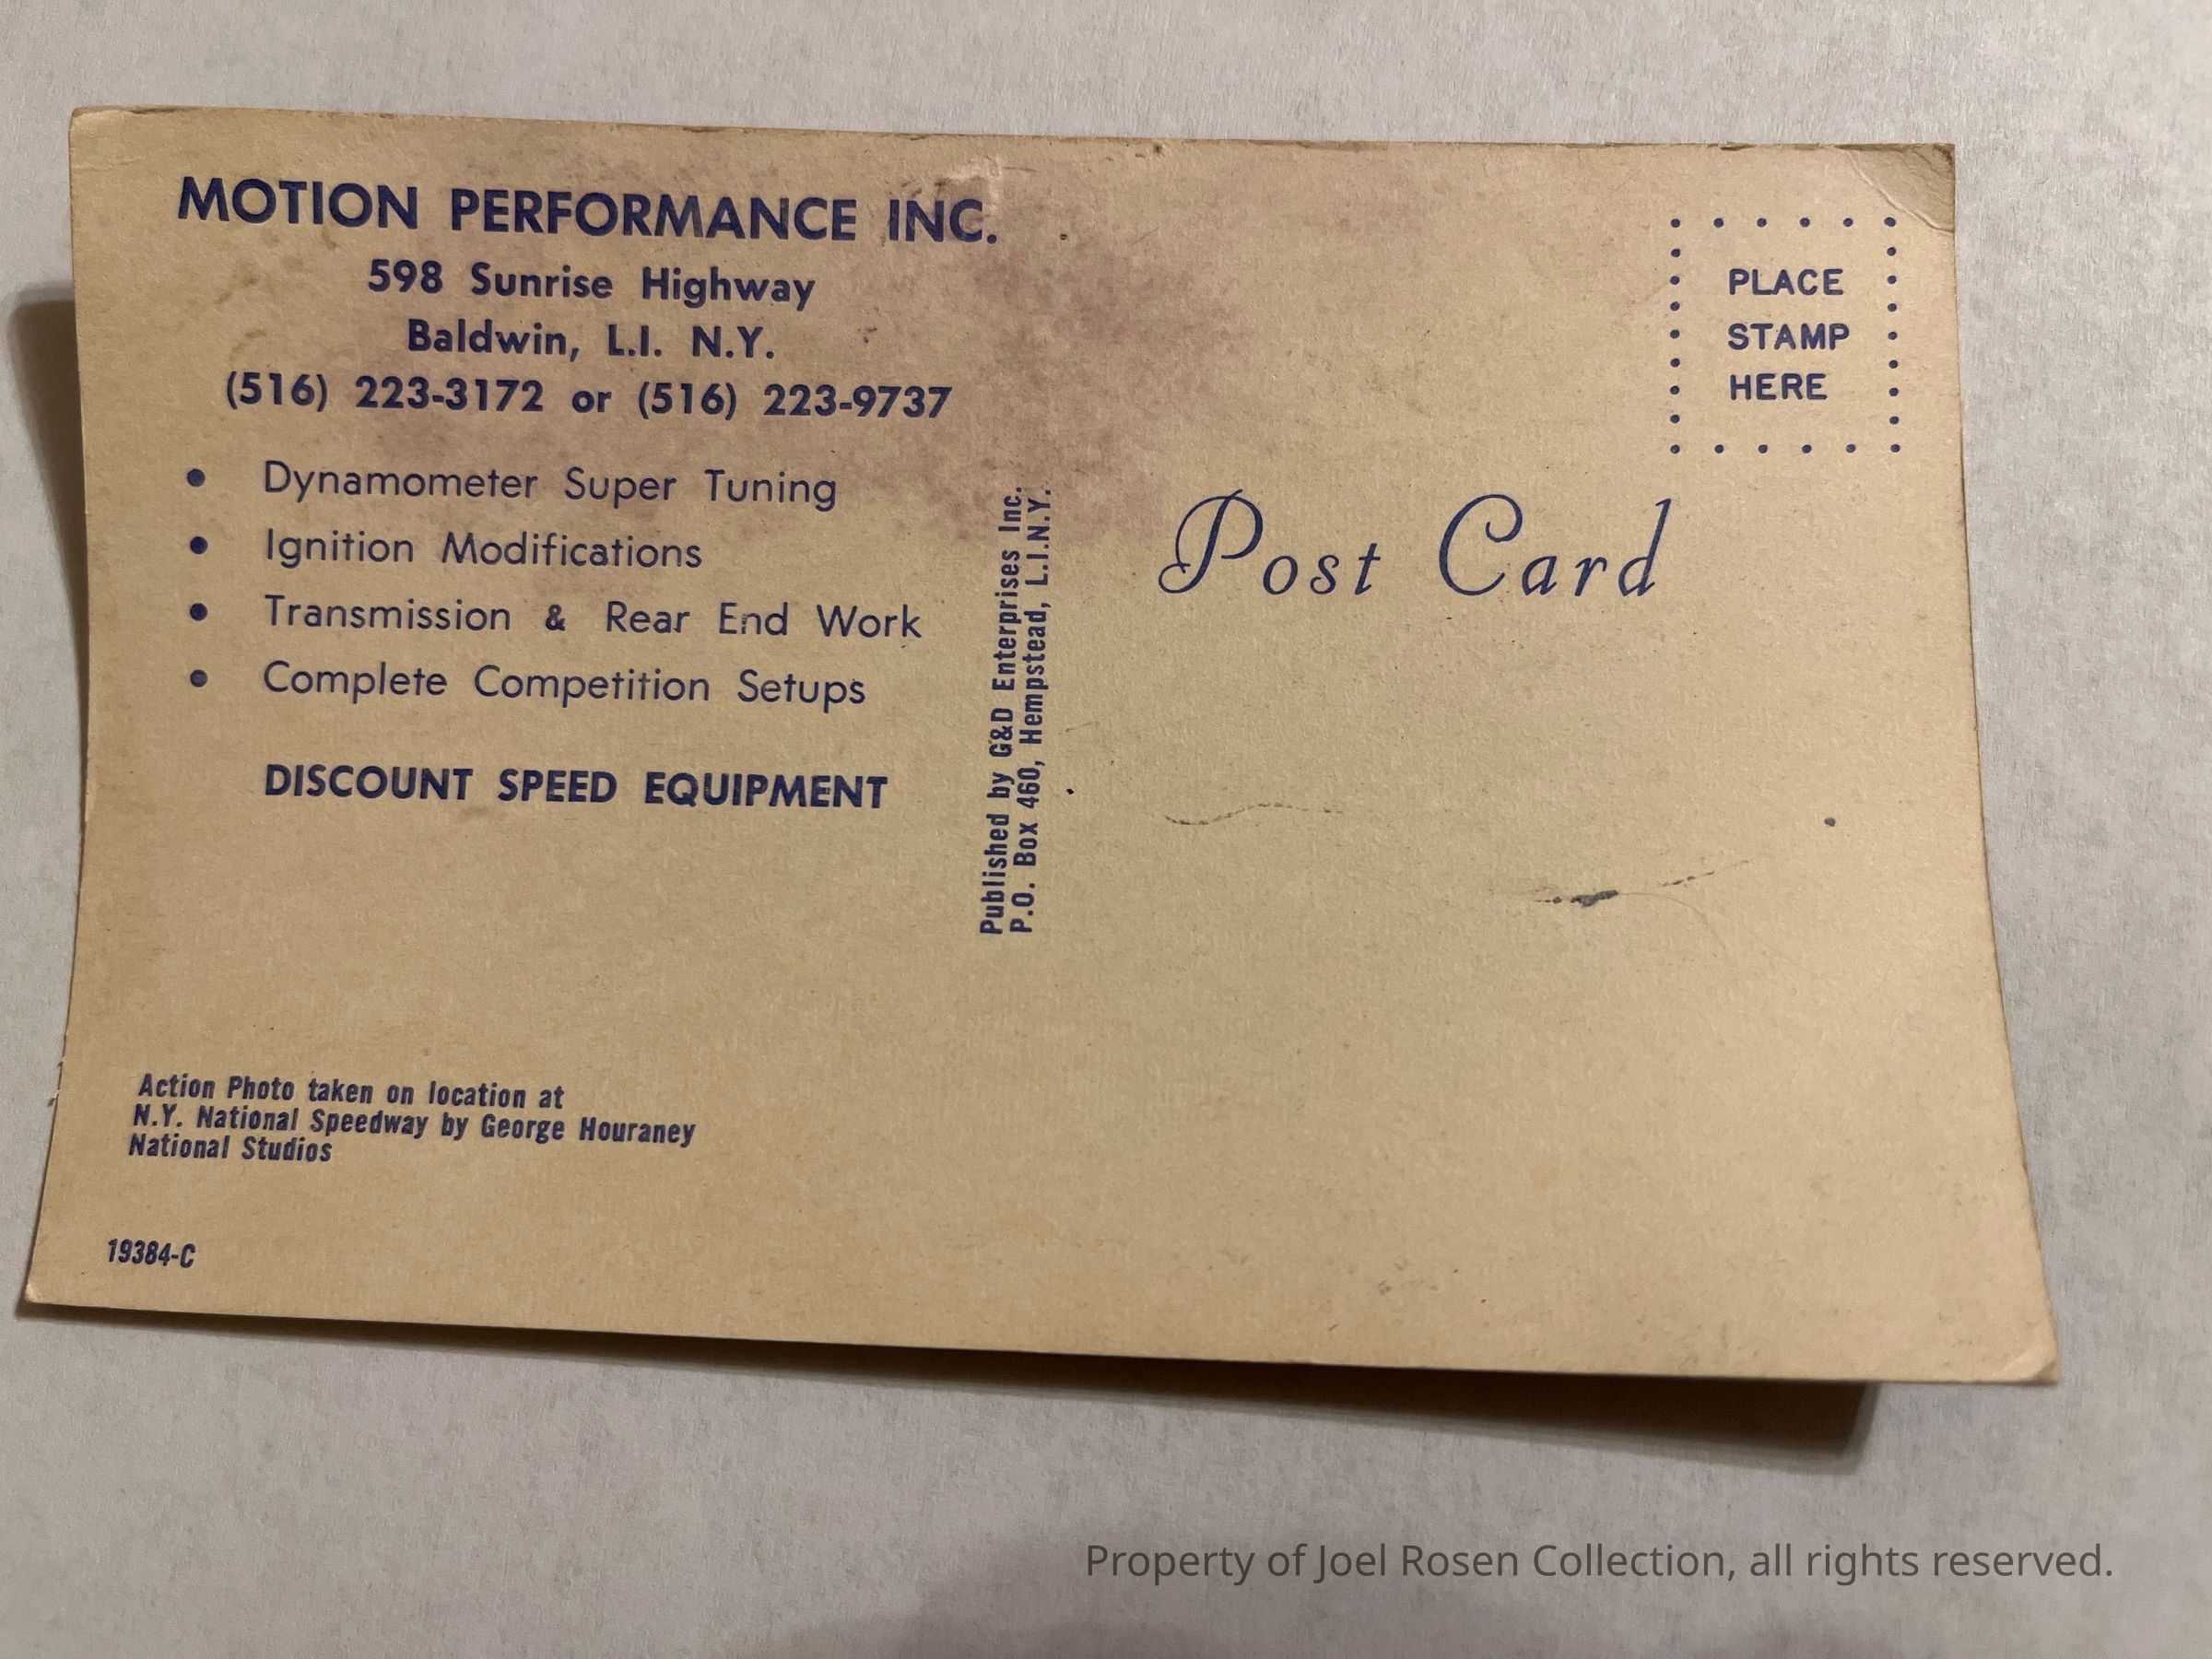 MOTION PERFORMANCE INC.
598 Sunrise Highway
Baldwin, L.I. N.Y.
(516) 223-3172 or (516) 223-9737
• Dynamometer Super Tuning
• Ignition Modifications
• Transmission & Rear End Work
• Complete Competition Setups
DISCOUNT SPEED EQUIPMENT
Action Photo taken on location at
N.Y. National Speedway by George Houraney
National Studios
19384-C
Published by G&D Enterprises Inc.
P.O. Box 460, Hempstead, L.I.N.Y.
PLACE
STAMP
HERE
Post Card
Property of Joel Rosen Collection, all rights reserved.